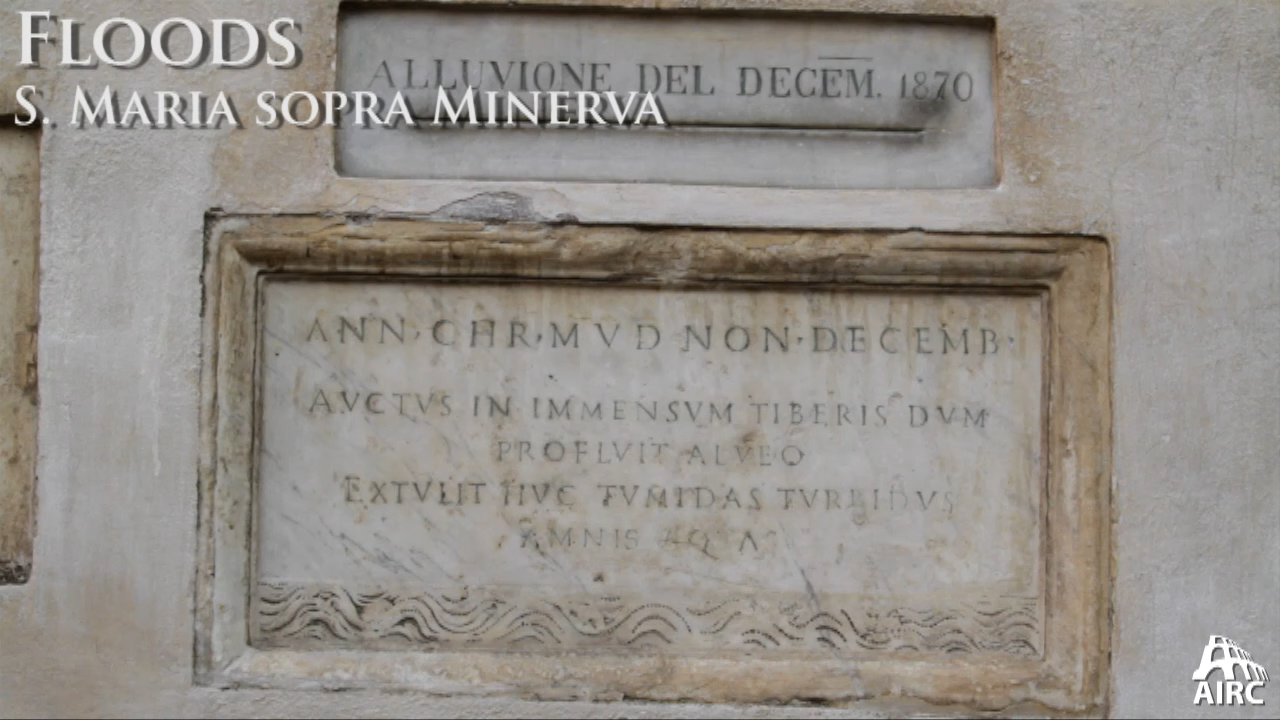 FLOODS
S. MARIA SOPRA MINERVA
ALLUVIONE DEL DECEM. 1870
ANN·CHR·MVD NON·DECEMB·
AVCTVS IN IMMENSVM TIBERIS DVM
PROFLVIT ALVEO
EXTVLIT HVC TVMIDAS TVRBIDVS
AMNIS AQVAS
AIRC